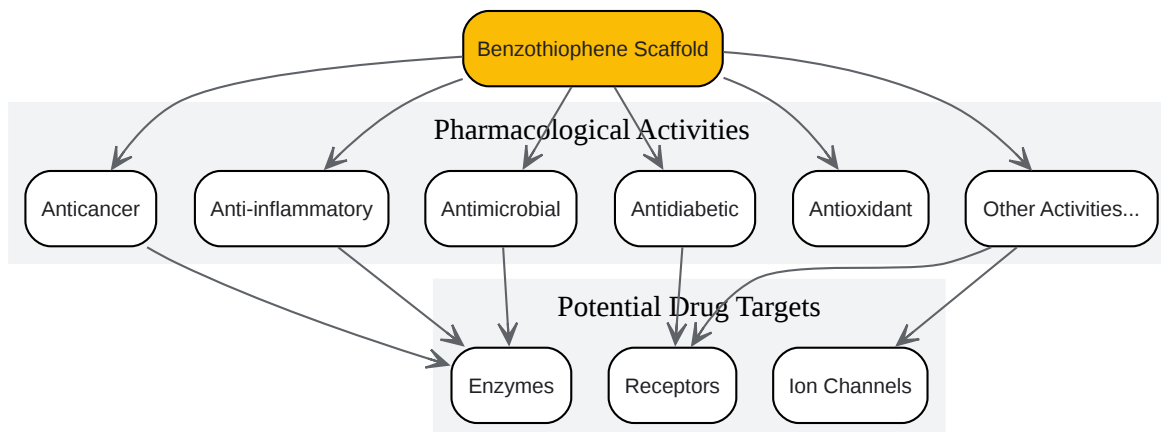 Benzothiophene Scaffold
Pharmacological Activities
Anticancer
Anti-inflammatory
Antimicrobial
Antidiabetic
Antioxidant
Other Activities...
Potential Drug Targets
Enzymes
Receptors
Ion Channels